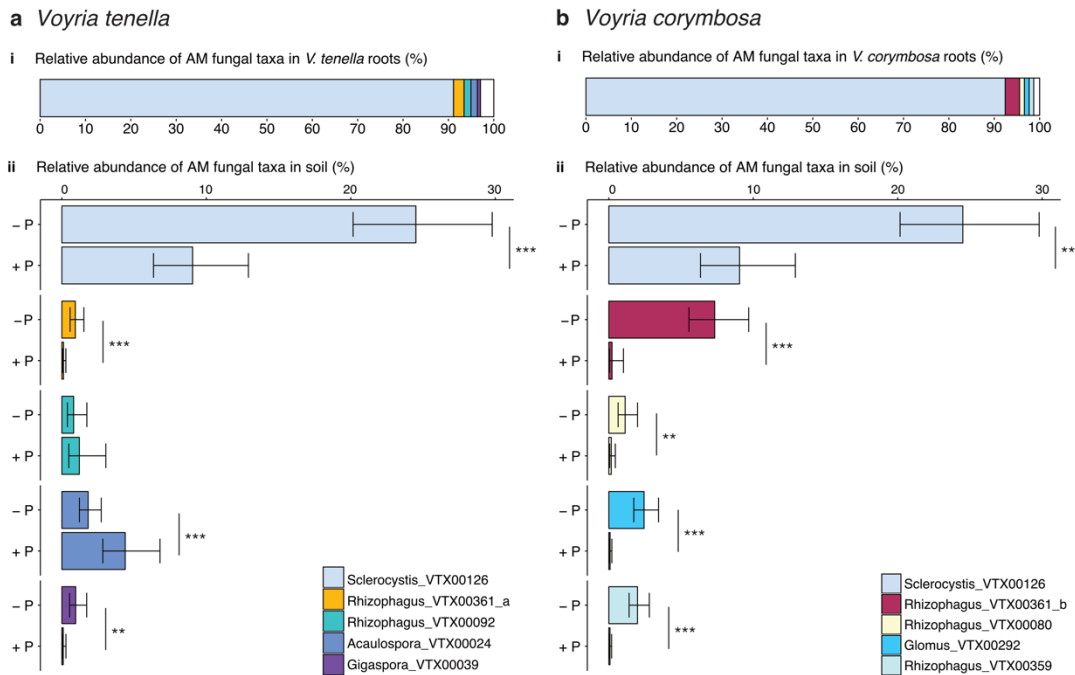 a Voyria tenella
i Relative abundance of AM fungal taxa in V. tenella roots (%)
0 10 20 30 40 50 60 70 80 90 100
ii Relative abundance of AM fungal taxa in soil (%)
0 10 20 30
– P
***
+ P
– P
***
+ P
– P
+ P
– P
***
+ P
– P
**
+ P
Sclerocystis_VTX00126
Rhizophagus_VTX00361_a
Rhizophagus_VTX00092
Acaulospora_VTX00024
Gigaspora_VTX00039
b Voyria corymbosa
i Relative abundance of AM fungal taxa in V. corymbosa roots (%)
0 10 20 30 40 50 60 70 80 90 100
ii Relative abundance of AM fungal taxa in soil (%)
0 10 20 30
– P
**
+ P
– P
***
+ P
– P
**
+ P
– P
***
+ P
– P
***
+ P
Sclerocystis_VTX00126
Rhizophagus_VTX00361_b
Rhizophagus_VTX00080
Glomus_VTX00292
Rhizophagus_VTX00359